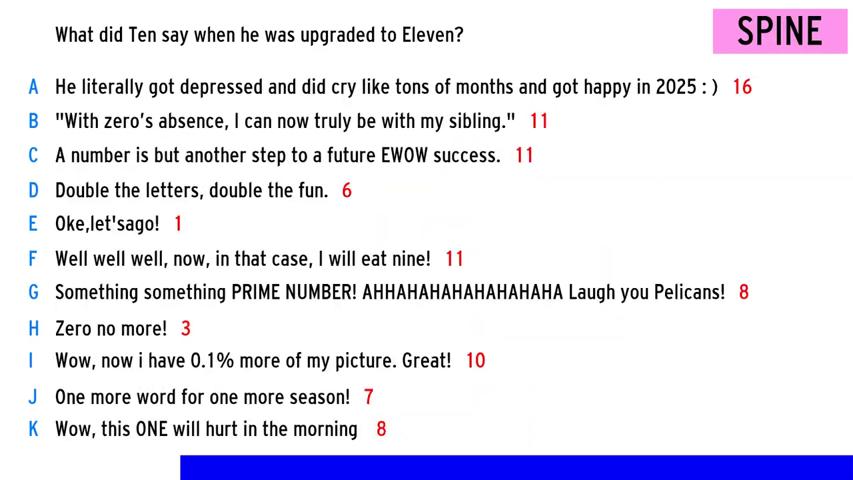 What did Ten say when he was upgraded to Eleven?
SPINE
A He literally got depressed and did cry like tons of months and got happy in 2025 : ) 16
B "With zero's absence, I can now truly be with my sibling." 11
C A number is but another step to a future EWOW success. 11
D Double the letters, double the fun. 6
E Oke,let'sago! 1
F Well well well, now, in that case, I will eat nine! 11
G Something something PRIME NUMBER! AHHAHAHAHAHAHAHAHA Laugh you Pelicans! 8
H Zero no more! 3
I Wow, now i have 0.1% more of my picture. Great! 10
J One more word for one more season! 7
K Wow, this ONE will hurt in the morning 8